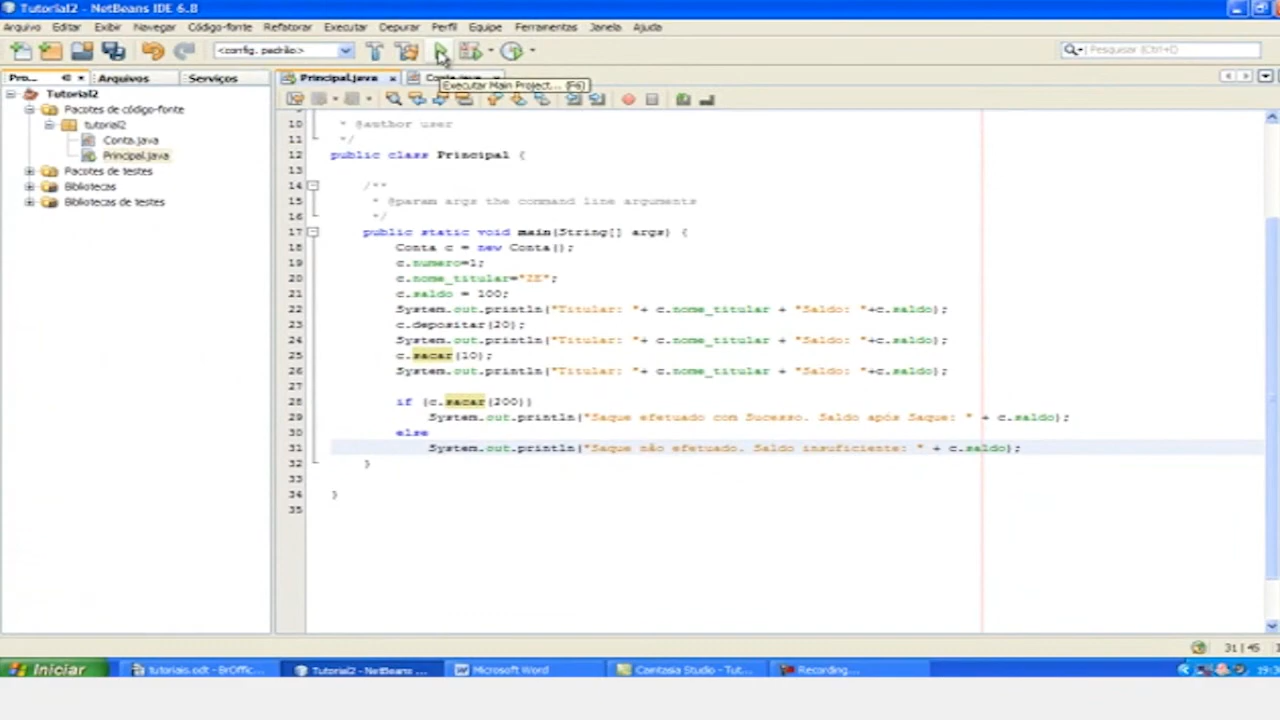 Tutorial2 - NetBeans IDE 6.8
Arquivo Editar Exibir Navegar Código-fonte Refatorar Executar Depurar Perfil Equipe Ferramentas Janela Ajuda
<config. padrão> Pesquisar (Ctrl+I)
Pro... Arquivos Serviços Principal.java Conta.java
Executar Main Project... (F6)
Tutorial2
Pacotes de código-fonte
tutorial2
Conta.java
Principal.java
Pacotes de testes
Bibliotecas
Bibliotecas de testes
10 * @author user
11 */
12 public class Principal {
13
14 /**
15 * @param args the command line arguments
16 */
17 public static void main(String[] args) {
18 Conta c = new Conta();
19 c.numero=1;
20 c.nome_titular="ZE";
21 c.saldo = 100;
22 System.out.println("Titular: "+ c.nome_titular + "Saldo: "+c.saldo);
23 c.depositar(20);
24 System.out.println("Titular: "+ c.nome_titular + "Saldo: "+c.saldo);
25 c.sacar(10);
26 System.out.println("Titular: "+ c.nome_titular + "Saldo: "+c.saldo);
27
28 if (c.sacar(200))
29 System.out.println("Saque efetuado com Sucesso. Saldo após Saque: " + c.saldo);
30 else
31 System.out.println("Saque não efetuado. Saldo insuficiente: " + c.saldo);
32 }
33
34 }
35
31 | 45
Iniciar tutoriais.odt - BrOffic... Tutorial2 - NetBeans ... Microsoft Word Camtasia Studio - Tut... Recording...